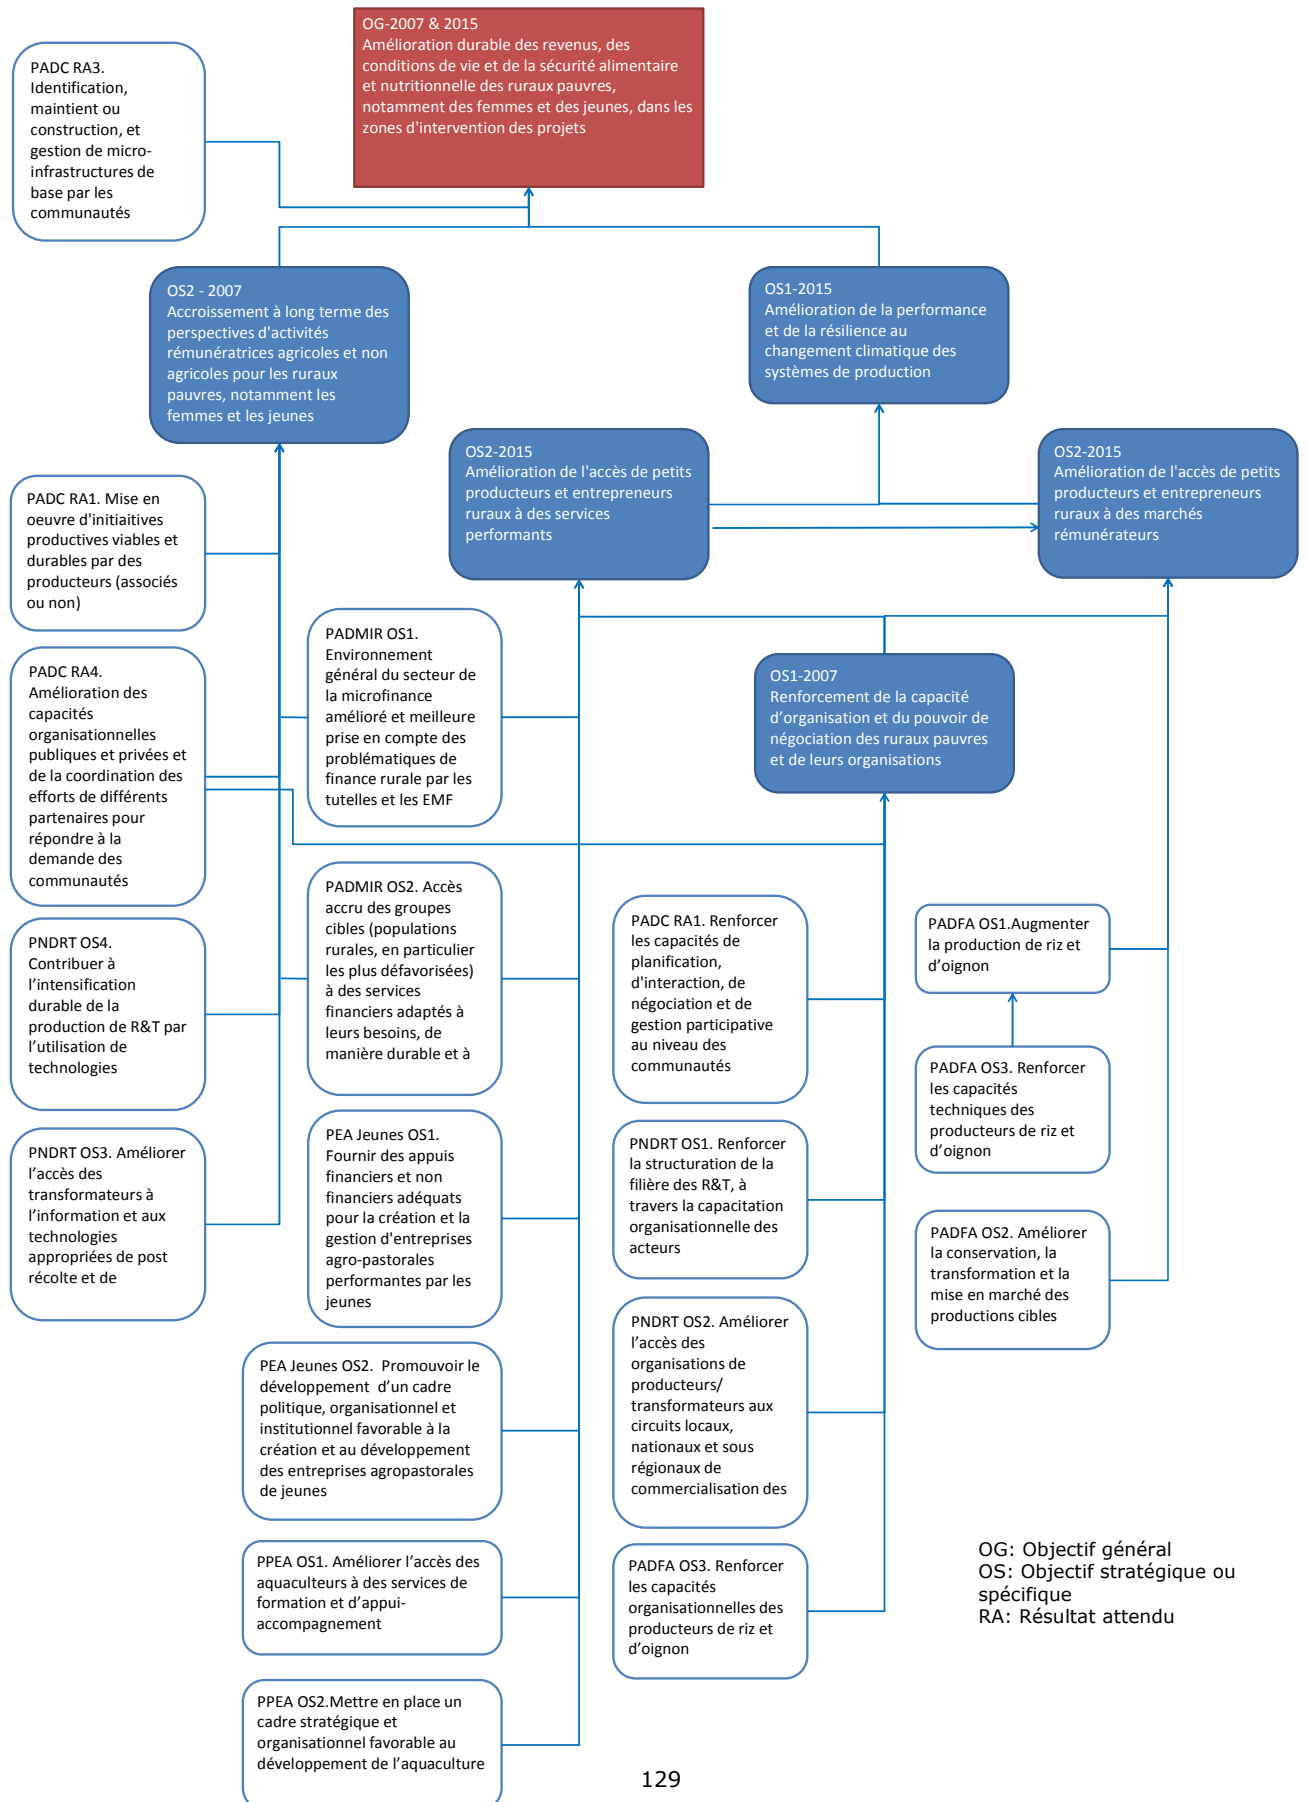 OG-2007 & 2015
Amélioration durable des revenus, des
conditions de vie et de la sécurité alimentaire
et nutritionnelle des ruraux pauvres,
notamment des femmes et des jeunes, dans les
zones d'intervention des projets
PADC RA3.
Identification,
maintient ou
construction, et
gestion de micro-
infrastructures de
base par les
communautés
OS2 - 2007
Accroissement à long terme des
perspectives d'activités
rémunératrices agricoles et non
agricoles pour les ruraux
pauvres, notamment les
femmes et les jeunes
OS1-2015
Amélioration de la performance
et de la résilience au
changement climatique des
systèmes de production
OS2-2015
Amélioration de l'accès de petits
producteurs et entrepreneurs
ruraux à des services
performants
OS2-2015
Amélioration de l'accès de petits
producteurs et entrepreneurs
ruraux à des marchés
rémunérateurs
PADC RA1. Mise en
oeuvre d'initiaitives
productives viables et
durables par des
producteurs (associés
ou non)
PADMIR OS1.
Environnement
général du secteur de
la microfinance
amélioré et meilleure
prise en compte des
problématiques de
finance rurale par les
tutelles et les EMF
OS1-2007
Renforcement de la capacité
d’organisation et du pouvoir de
négociation des ruraux pauvres
et de leurs organisations
PADC RA4.
Amélioration des
capacités
organisationnelles
publiques et privées et
de la coordination des
efforts de différents
partenaires pour
répondre à la
demande des
communautés
PADMIR OS2. Accès
accru des groupes
cibles (populations
rurales, en particulier
les plus défavorisées)
à des services
financiers adaptés à
leurs besoins, de
manière durable et à
PADC RA1. Renforcer
les capacités de
planification,
d'interaction, de
négociation et de
gestion participative
au niveau des
communautés
PADFA OS1.Augmenter
la production de riz et
d’oignon
PNDRT OS4.
Contribuer à
l’intensification
durable de la
production de R&T par
l’utilisation de
technologies
PADFA OS3. Renforcer
les capacités
techniques des
producteurs de riz et
d’oignon
PNDRT OS3. Améliorer
l’accès des
transformateurs à
l’information et aux
technologies
appropriées de post
récolte et de
PEA Jeunes OS1.
Fournir des appuis
financiers et non
financiers adéquats
pour la création et la
gestion d'entreprises
agro-pastorales
performantes par les
jeunes
PNDRT OS1. Renforcer
la structuration de la
filière des R&T, à
travers la capacitation
organisationnelle des
acteurs
PADFA OS2. Améliorer
la conservation, la
transformation et la
mise en marché des
productions cibles
PNDRT OS2. Améliorer
l’accès des
organisations de
producteurs/
transformateurs aux
circuits locaux,
nationaux et sous
régionaux de
commercialisation des
PEA Jeunes OS2.  Promouvoir le
développement  d’un cadre
politique, organisationnel et
institutionnel favorable à la
création et au développement
des entreprises agropastorales
de jeunes
PPEA OS1. Améliorer l’accès des
aquaculteurs à des services de
formation et d’appui-
accompagnement
PADFA OS3. Renforcer
les capacités
organisationnelles des
producteurs de riz et
d’oignon
OG: Objectif général
OS: Objectif stratégique ou
spécifique
RA: Résultat attendu
PPEA OS2.Mettre en place un
cadre stratégique et
organisationnel favorable au
développement de l’aquaculture
129